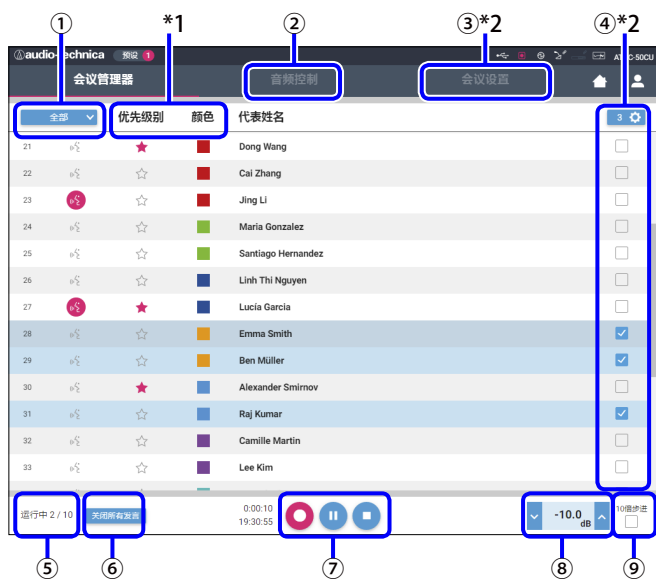 ① *1 ② ③*2 ④*2
audio-technica 预设 1 ATUC-50CU
会议管理器 音频控制 会议设置
全部 优先级别 颜色 代表姓名 3
21 Dong Wang
22 Cai Zhang
23 Jing Li
24 Maria Gonzalez
25 Santiago Hernandez
26 Linh Thi Nguyen
27 Lucía Garcia
28 Emma Smith
29 Ben Müller
30 Alexander Smirnov
31 Raj Kumar
32 Camille Martin
33 Lee Kim
运行中 2 / 10 关闭所有发言 0:00:10 -10.0 dB 10倍步进
19:30:55
⑤ ⑥ ⑦ ⑧ ⑨